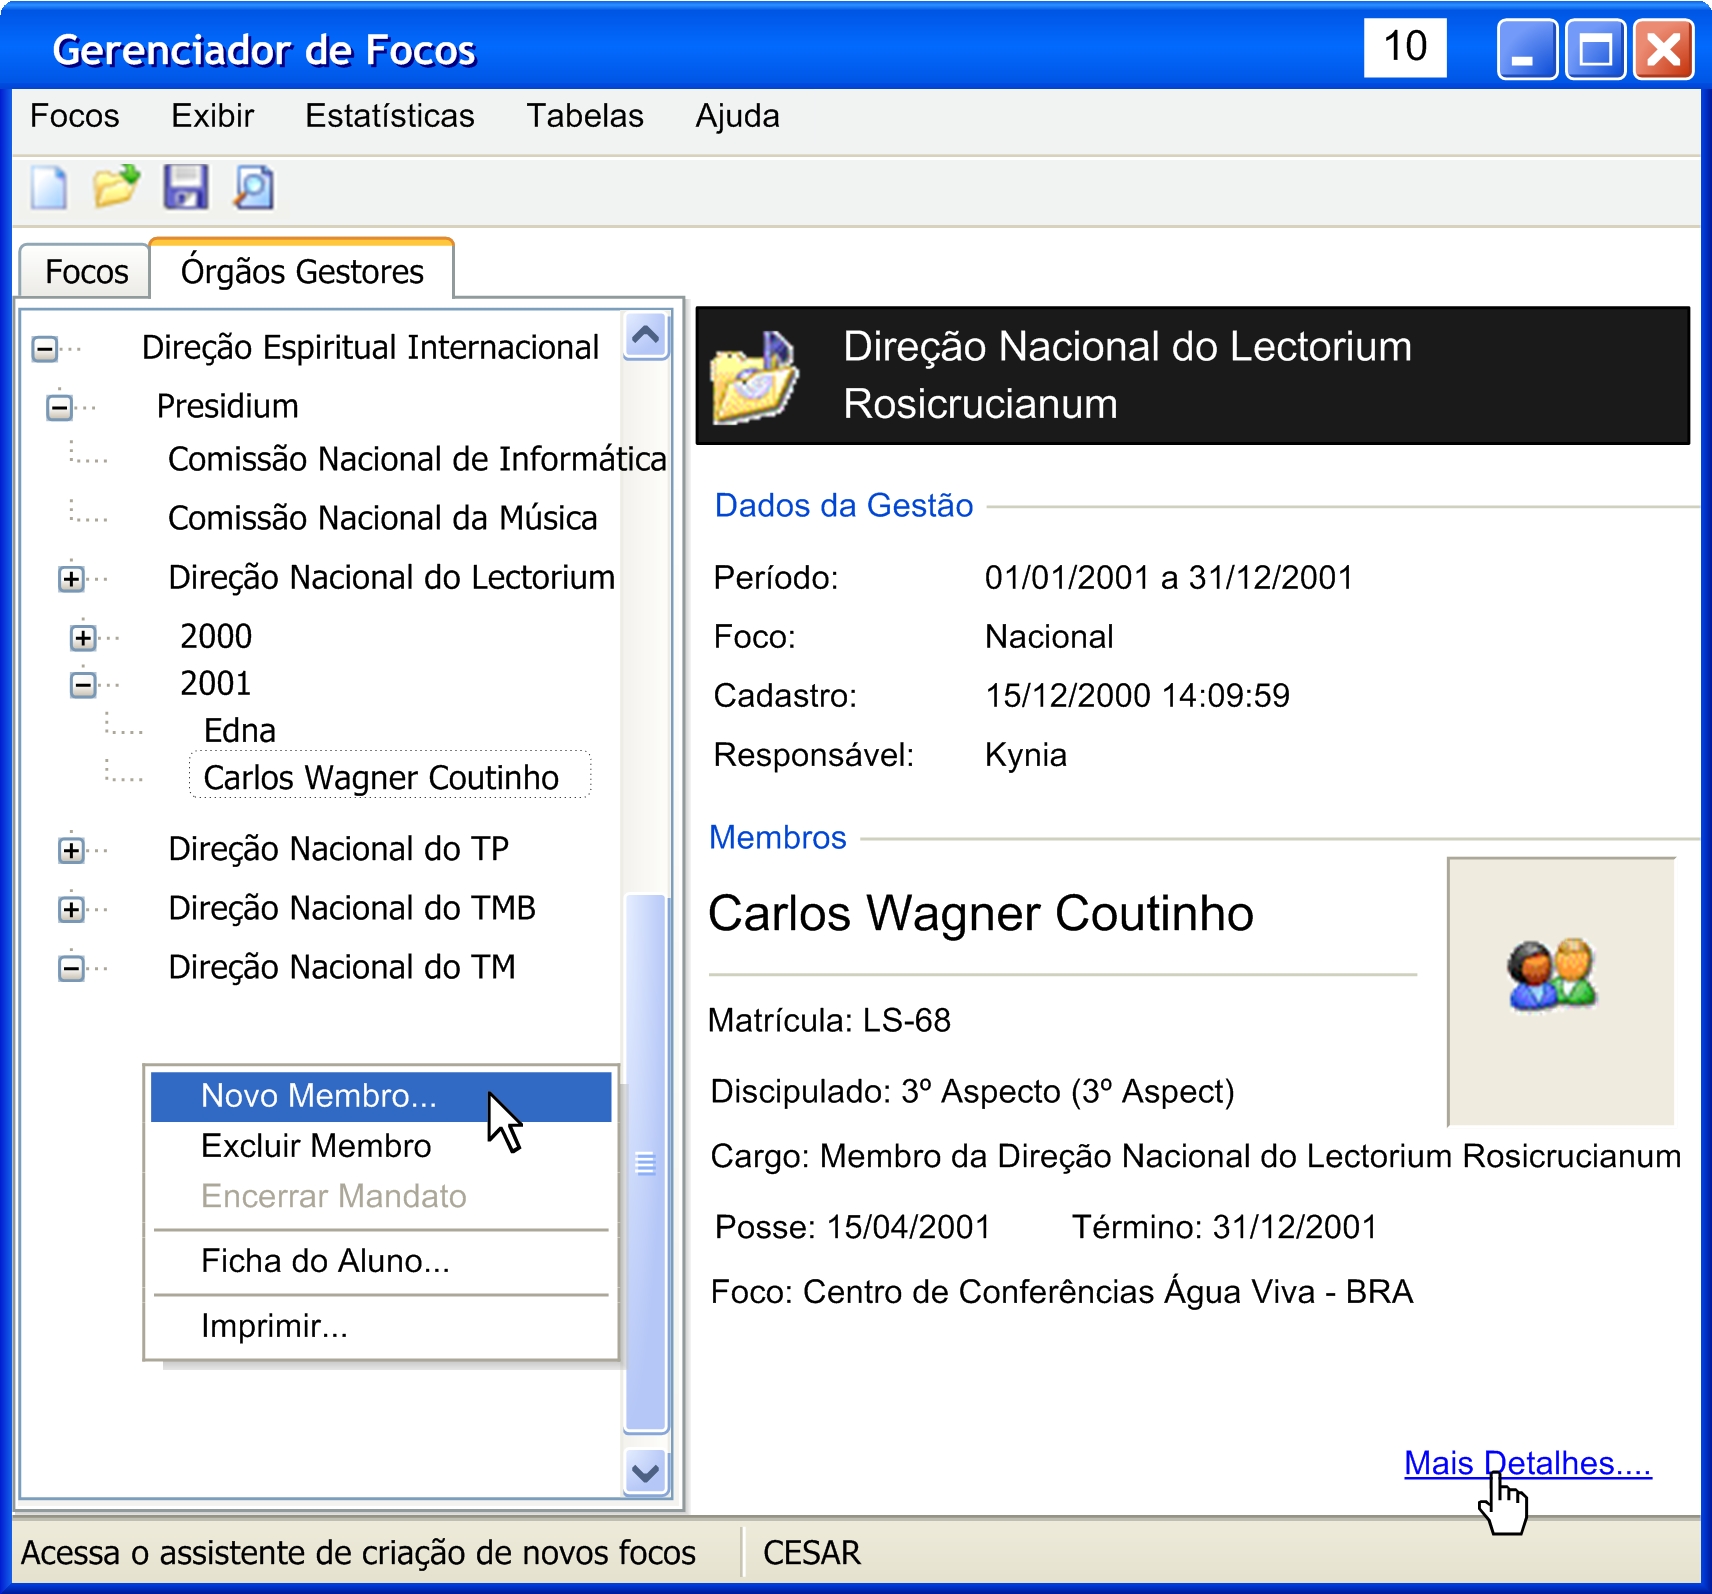 Gerenciador de Focos
10
Focos Exibir Estatísticas Tabelas Ajuda
Focos
Órgãos Gestores
Direção Espiritual Internacional
Presidium
Comissão Nacional de Informática
Comissão Nacional da Música
Direção Nacional do Lectorium
2000
2001
Edna
Carlos Wagner Coutinho
Direção Nacional do TP
Direção Nacional do TMB
Direção Nacional do TM
Novo Membro...
Excluir Membro
Encerrar Mandato
Ficha do Aluno...
Imprimir...
Direção Nacional do Lectorium
Rosicrucianum
Dados da Gestão
Período: 01/01/2001 a 31/12/2001
Foco: Nacional
Cadastro: 15/12/2000 14:09:59
Responsável: Kynia
Membros
Carlos Wagner Coutinho
Matrícula: LS-68
Discipulado: 3º Aspecto (3º Aspect)
Cargo: Membro da Direção Nacional do Lectorium Rosicrucianum
Posse: 15/04/2001 Término: 31/12/2001
Foco: Centro de Conferências Água Viva - BRA
Mais Detalhes....
Acessa o assistente de criação de novos focos
CESAR